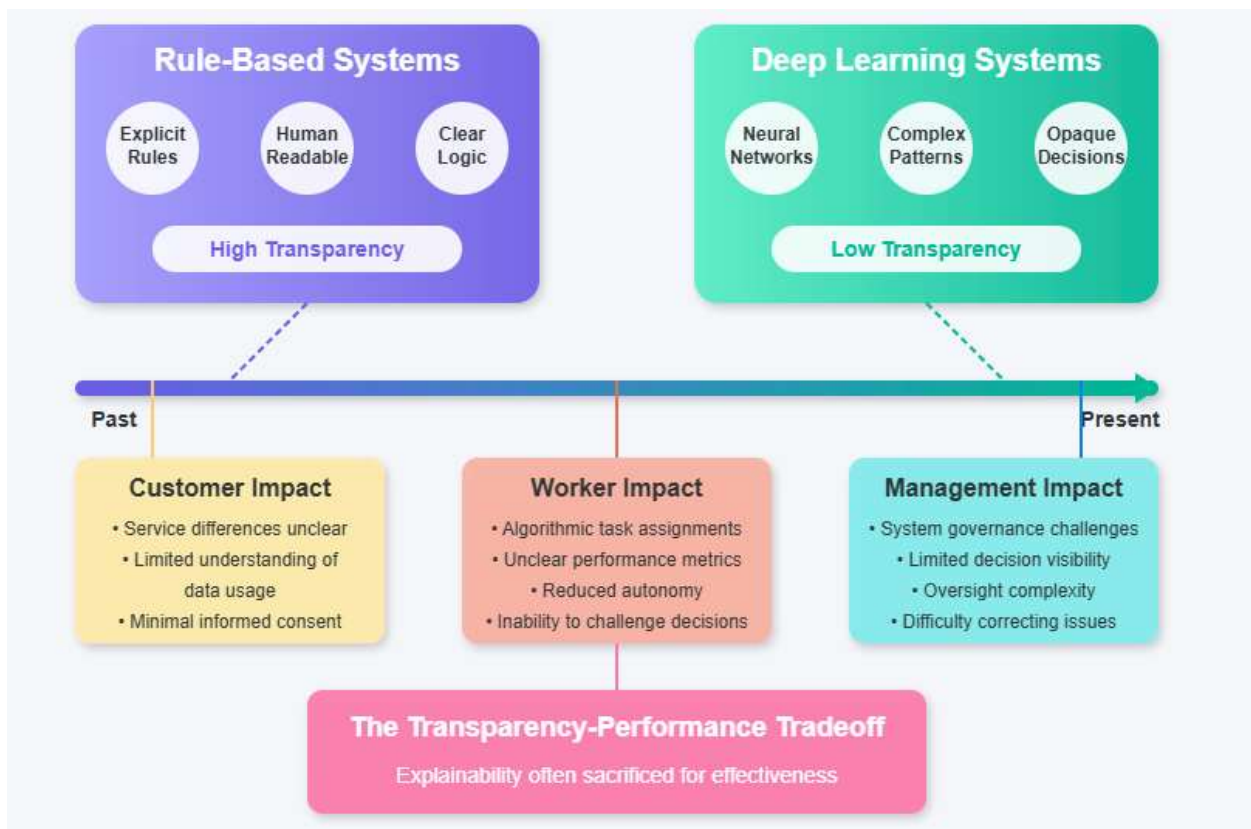 Rule-Based Systems
Explicit
Rules
Human
Readable
Clear
Logic
High Transparency
Deep Learning Systems
Neural
Networks
Complex
Patterns
Opaque
Decisions
Low Transparency
Past
Present
Customer Impact
• Service differences unclear
• Limited understanding of
data usage
• Minimal informed consent
Worker Impact
• Algorithmic task assignments
• Unclear performance metrics
• Reduced autonomy
• Inability to challenge decisions
Management Impact
• System governance challenges
• Limited decision visibility
• Oversight complexity
• Difficulty correcting issues
The Transparency-Performance Tradeoff
Explainability often sacrificed for effectiveness